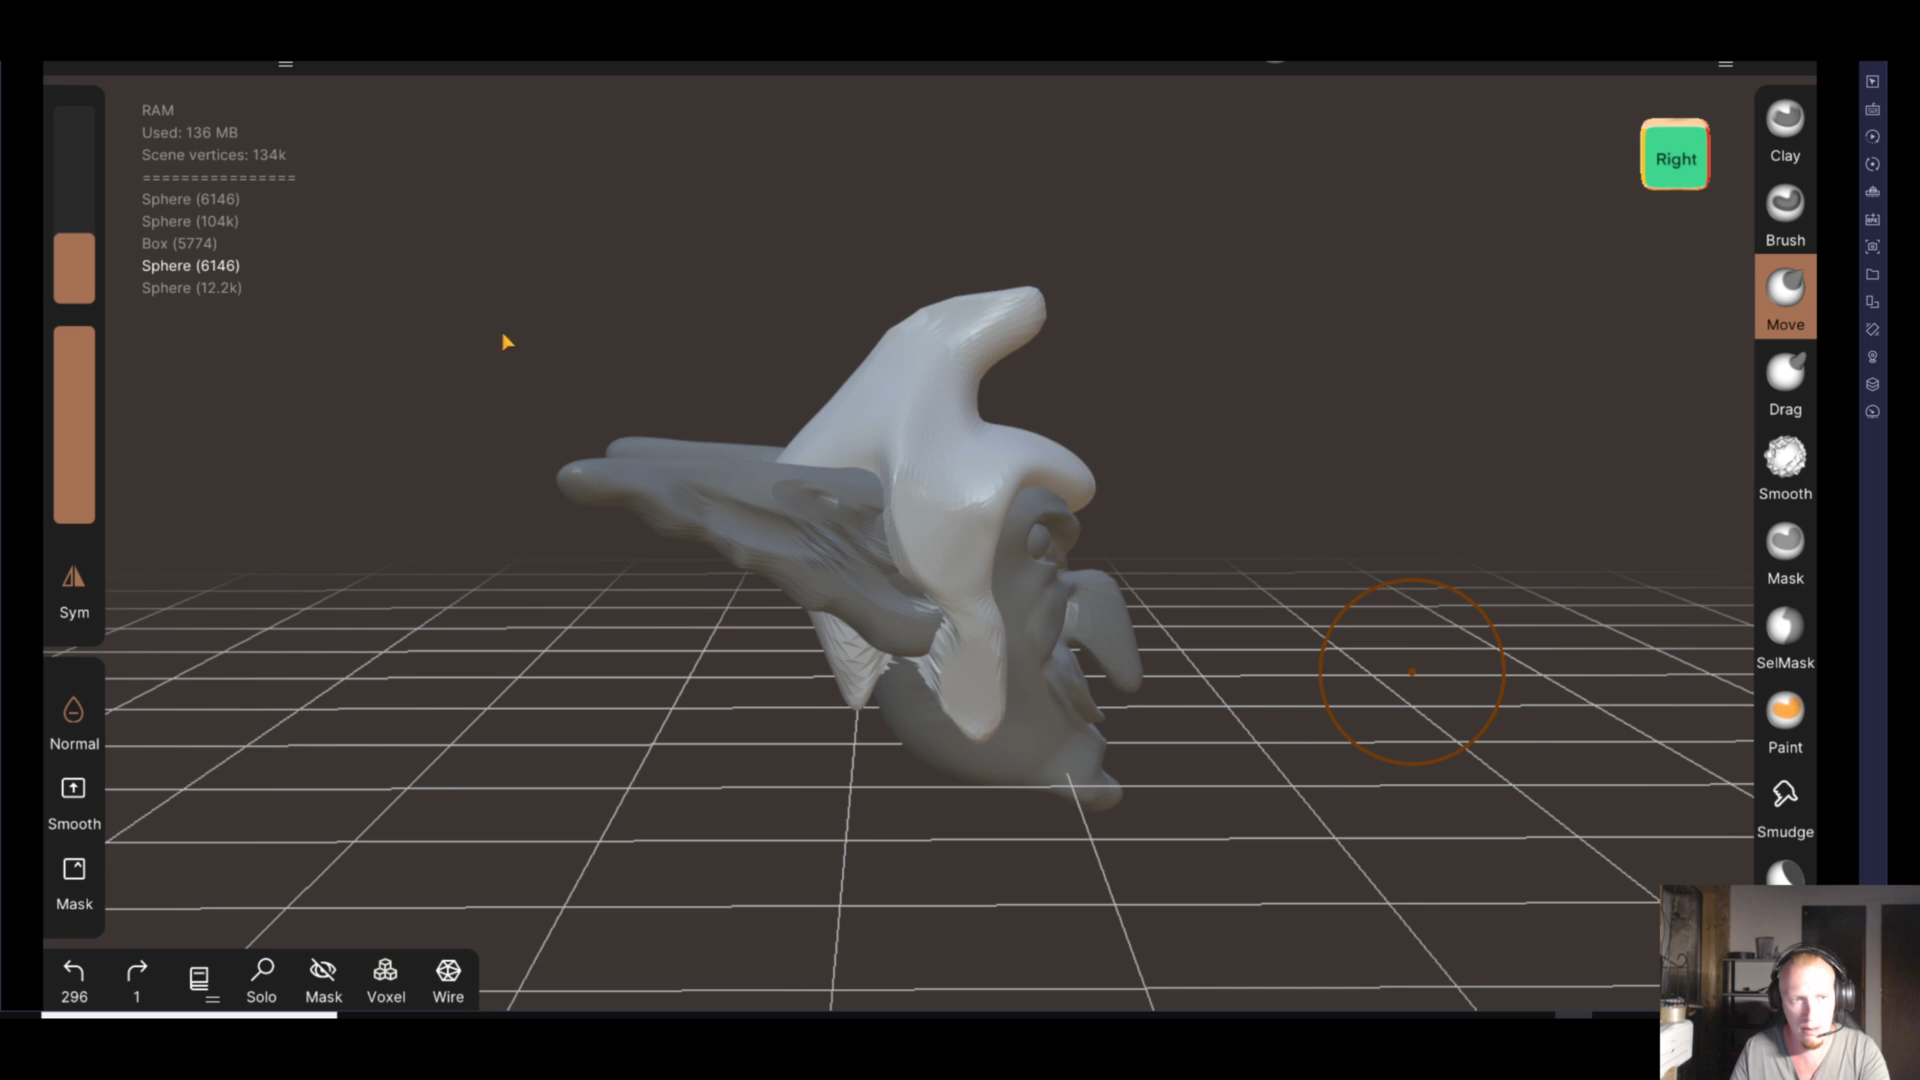 RAM
Used: 136 MB
Scene vertices: 134k
================
Sphere (6146)
Sphere (104k)
Box (5774)
Sphere (6146)
Sphere (12.2k)
Right
Clay
Brush
Move
Drag
Smooth
Mask
SelMask
Paint
Smudge
Sym
Normal
Smooth
Mask
296
1
Solo
Mask
Voxel
Wire